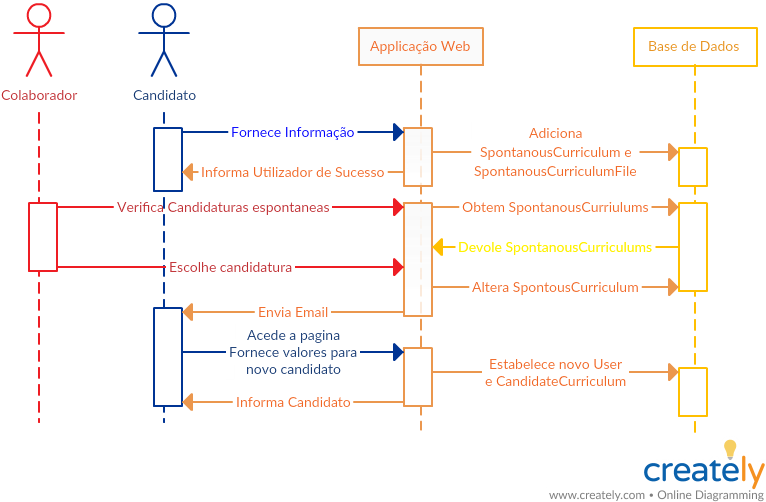 Colaborador
Candidato
Applicação Web
Base de Dados
Fornece Informação
Adiciona
SpontanousCurriculum e
SpontanousCurriculumFile
Informa Utilizador de Sucesso
Verifica Candidaturas espontaneas
Obtem SpontanousCurriulums
Devole SpontanousCurriculums
Escolhe candidatura
Altera SpontousCurriculum
Envia Email
Acede a pagina
Fornece valores para
novo candidato
Estabelece novo User
e CandidateCurriculum
Informa Candidato
creately
www.creately.com • Online Diagramming